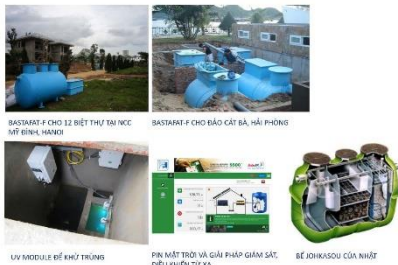 BASTAFAT-F CHO 12 BIỆT THỰ TẠI NCC
MỸ ĐÌNH, HANOI
BASTAFAT-F CHO ĐẢO CÁT BÀ, HẢI PHÒNG
UV MODULE ĐỂ KHỬ TRÙNG
PIN MẶT TRỜI VÀ GIẢI PHÁP GIÁM SÁT,
ĐIỀU KHIỂN TỪ XA
BỂ JOHKASOU CỦA NHẬT